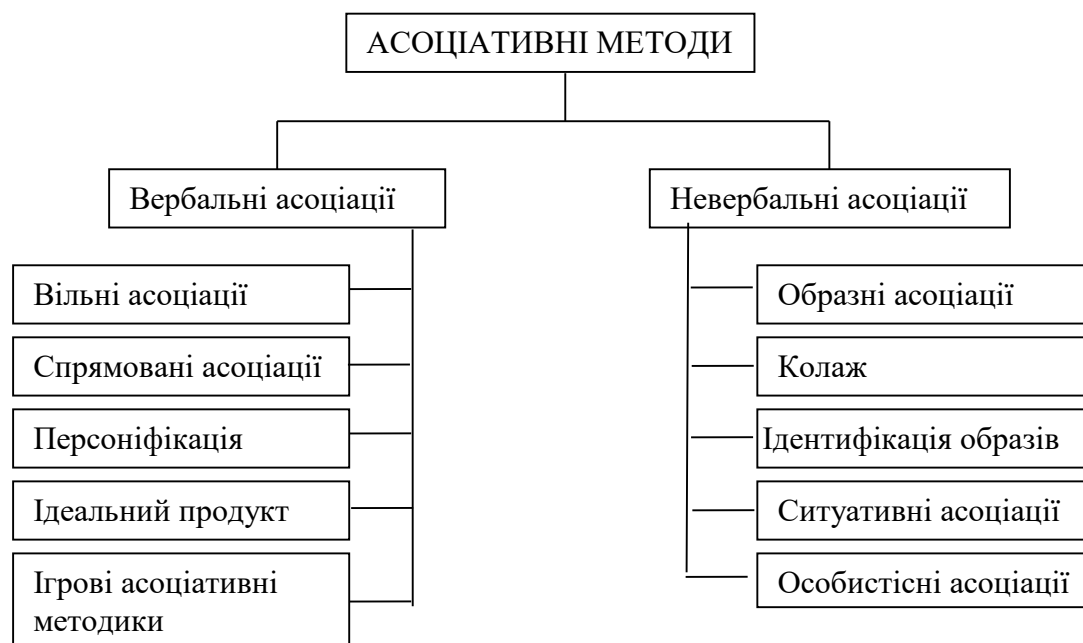 АСОЦІАТИВНІ МЕТОДИ
Вербальні асоціації
Невербальні асоціації
Вільні асоціації
Спрямовані асоціації
Персоніфікація
Ідеальний продукт
Ігрові асоціативні
методики
Образні асоціації
Колаж
Ідентифікація образів
Ситуативні асоціації
Особистісні асоціації